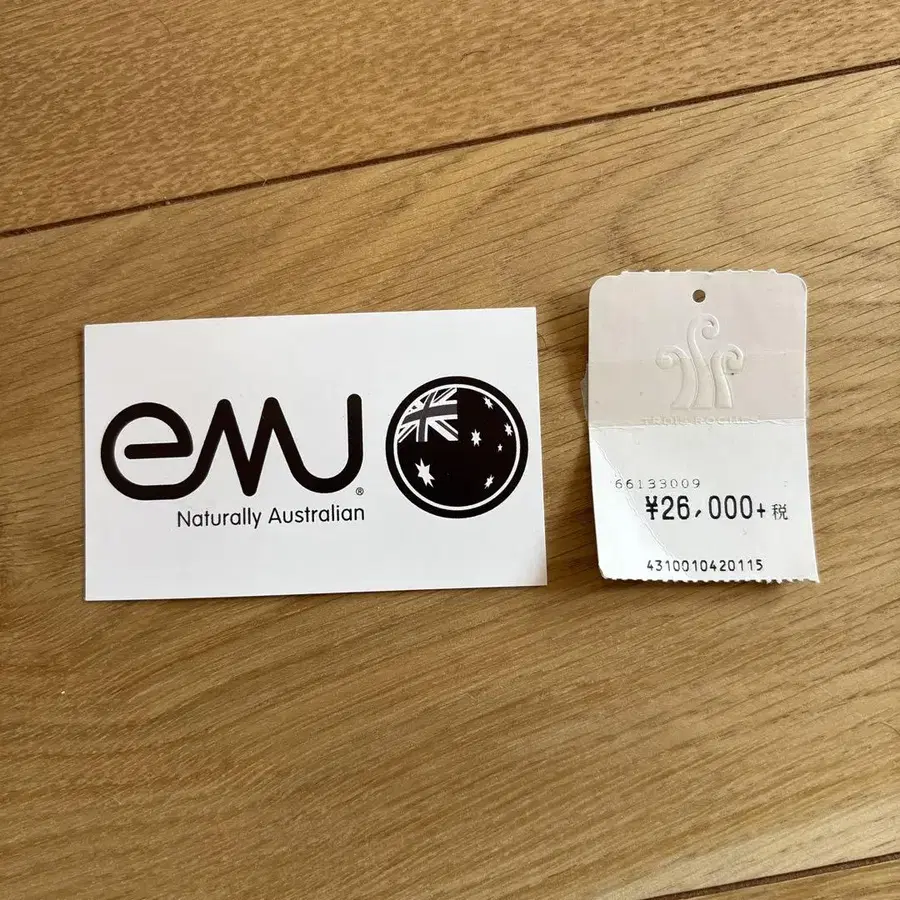 emu
®
Naturally Australian
66133009
¥26,000+税
4310010420115